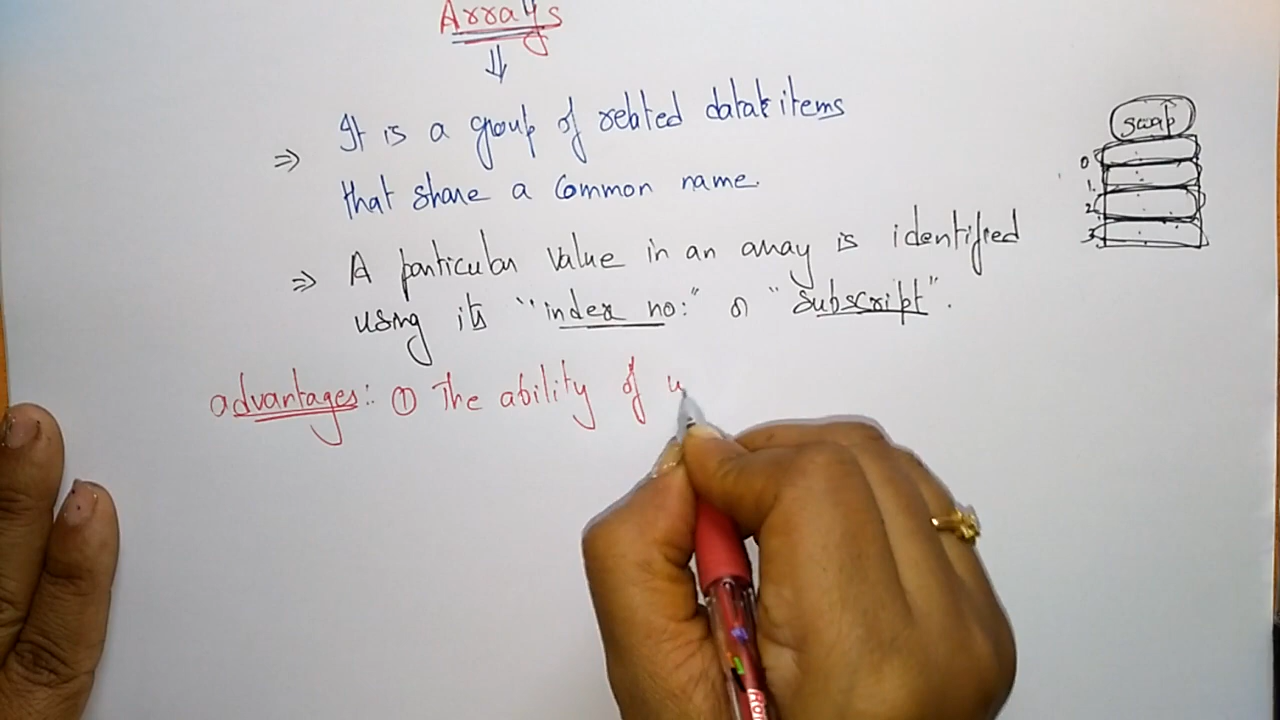 Arrays
⇓
⇒ It is a group of related data items
that share a common name.
⇒ A particular value in an array is identified
using its "index no:" or "subscript".
advantages: ① The ability of u
swap
0
1.
2
3